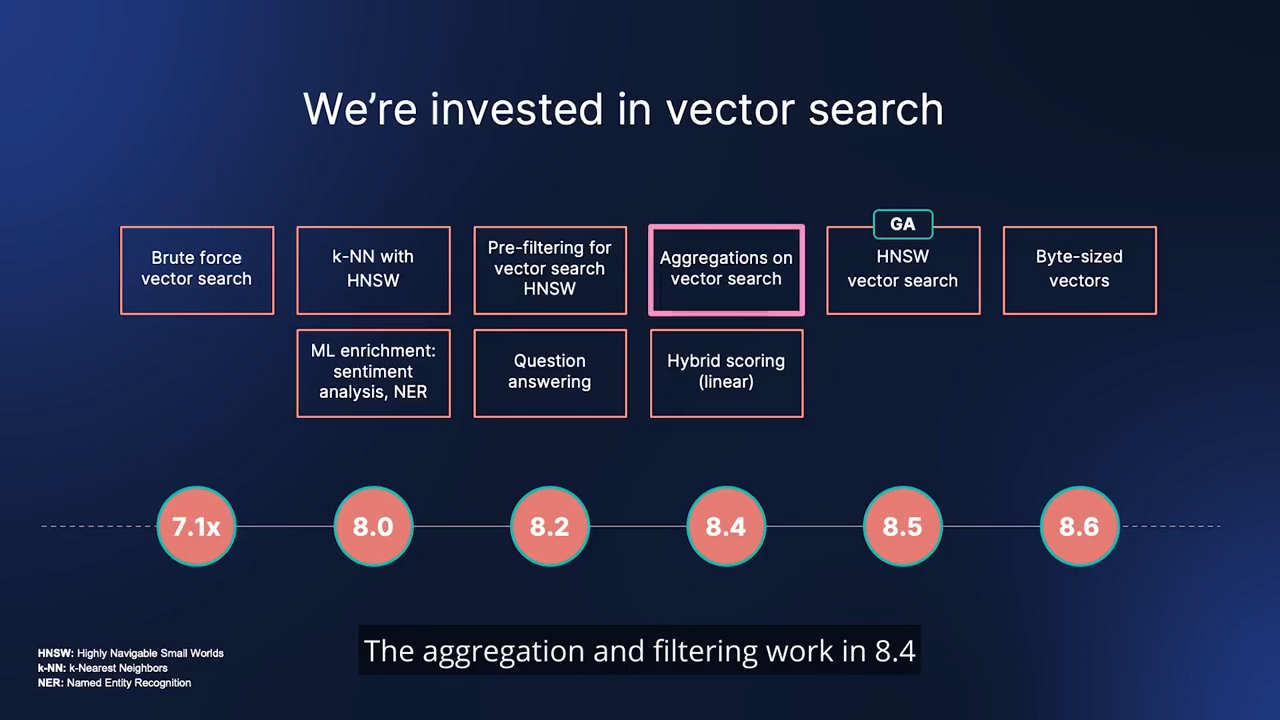 We’re invested in vector search
Brute force
vector search
k-NN with
HNSW
Pre-filtering for
vector search
HNSW
Aggregations on
vector search
GA
HNSW
vector search
Byte-sized
vectors
ML enrichment:
sentiment
analysis, NER
Question
answering
Hybrid scoring
(linear)
7.1x
8.0
8.2
8.4
8.5
8.6
The aggregation and filtering work in 8.4
HNSW: Highly Navigable Small Worlds
k-NN: k-Nearest Neighbors
NER: Named Entity Recognition